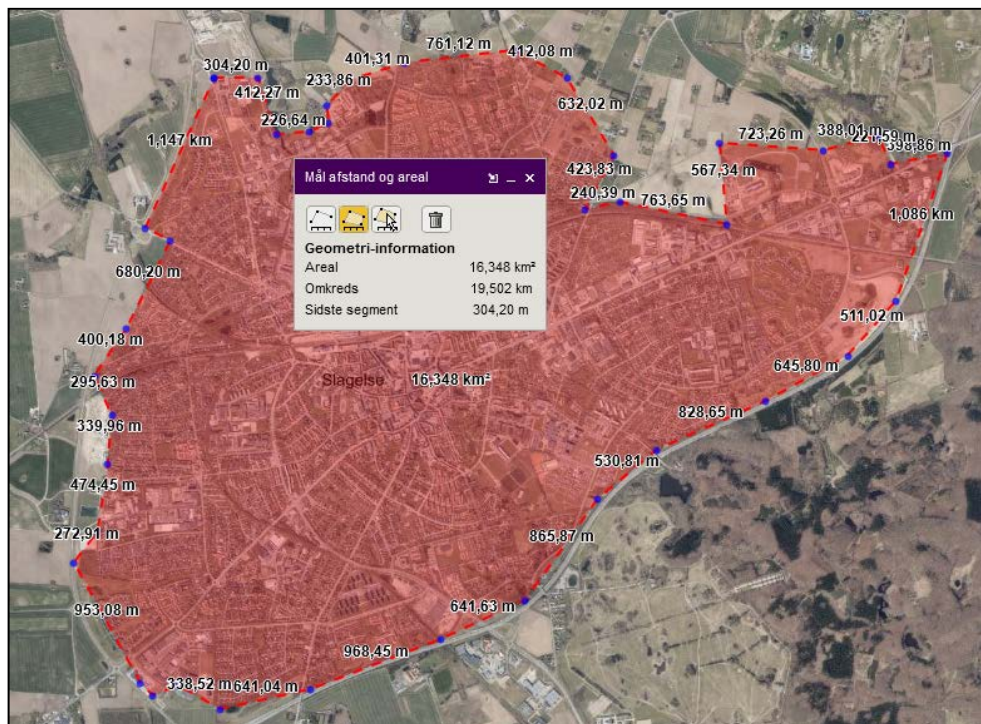 761,12 m
412,08 m
401,31 m
304,20 m
233,86 m
412,27 m
632,02 m
226,64 m
1,147 km
723,26 m
388,01 m
398,86 m
423,83 m
567,34 m
240,39 m
763,65 m
1,086 km
Mål afstand og areal
Geometri-information
Areal 16,348 km²
Omkreds 19,502 km
Sidste segment 304,20 m
680,20 m
511,02 m
400,18 m
645,80 m
295,63 m
Slagelse 16,348 km²
339,96 m
828,65 m
530,81 m
474,45 m
272,91 m
865,87 m
953,08 m
641,63 m
968,45 m
338,52 m
641,04 m